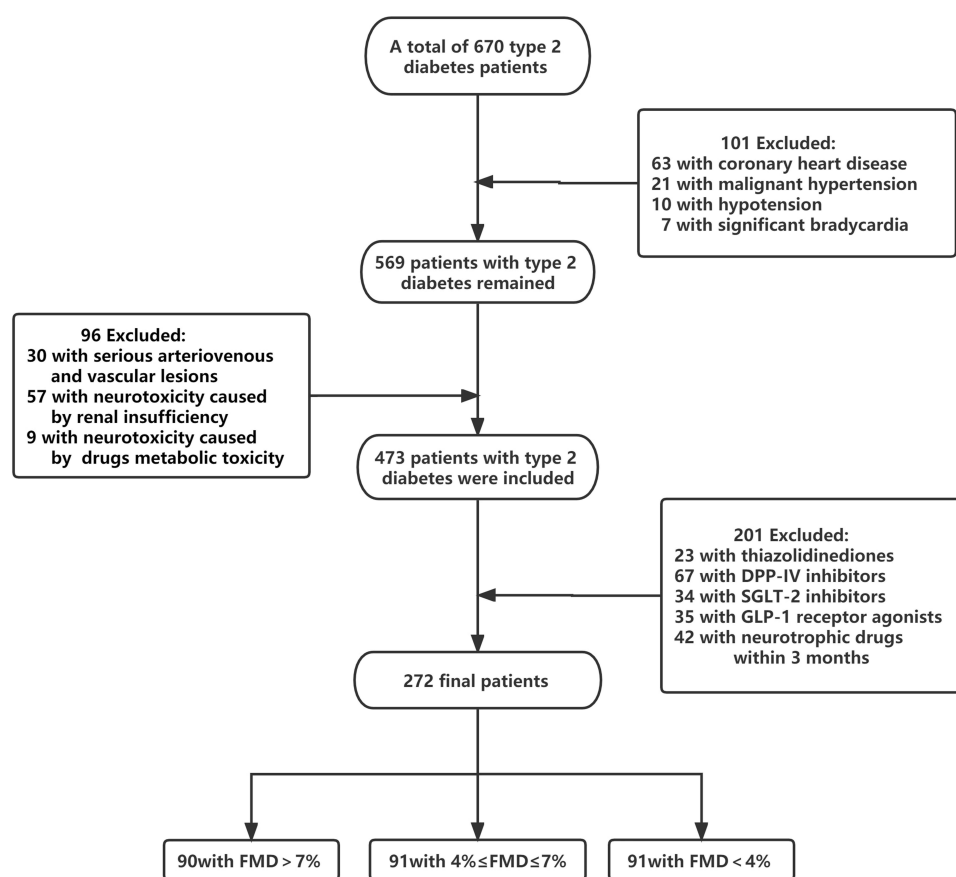 A total of 670 type 2
diabetes patients
101 Excluded:
63 with coronary heart disease
21 with malignant hypertension
10 with hypotension
7 with significant bradycardia
569 patients with type 2
diabetes remained
96 Excluded:
30 with serious arteriovenous
and vascular lesions
57 with neurotoxicity caused
by renal insufficiency
9 with neurotoxicity caused
by drugs metabolic toxicity
473 patients with type 2
diabetes were included
201 Excluded:
23 with thiazolidinediones
67 with DPP-IV inhibitors
34 with SGLT-2 inhibitors
35 with GLP-1 receptor agonists
42 with neurotrophic drugs
within 3 months
272 final patients
90with FMD > 7%
91with 4%≤FMD≤7%
91with FMD < 4%